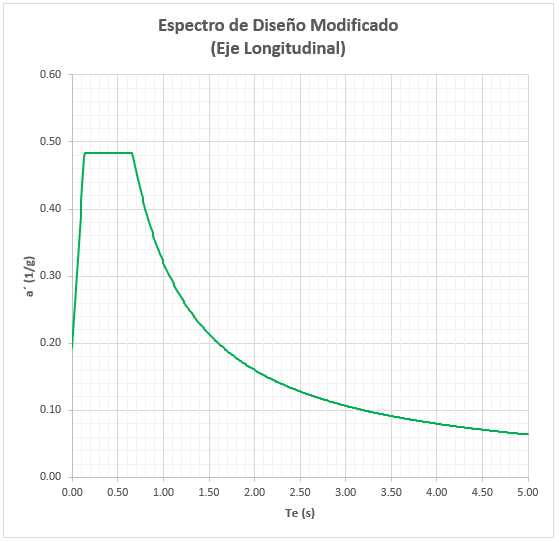 Espectro de Diseño Modificado
(Eje Longitudinal)
0.60
0.50
0.40
0.30
0.20
0.10
0.00
a´ (1/g)
0.00 0.50 1.00 1.50 2.00 2.50 3.00 3.50 4.00 4.50 5.00
Te (s)